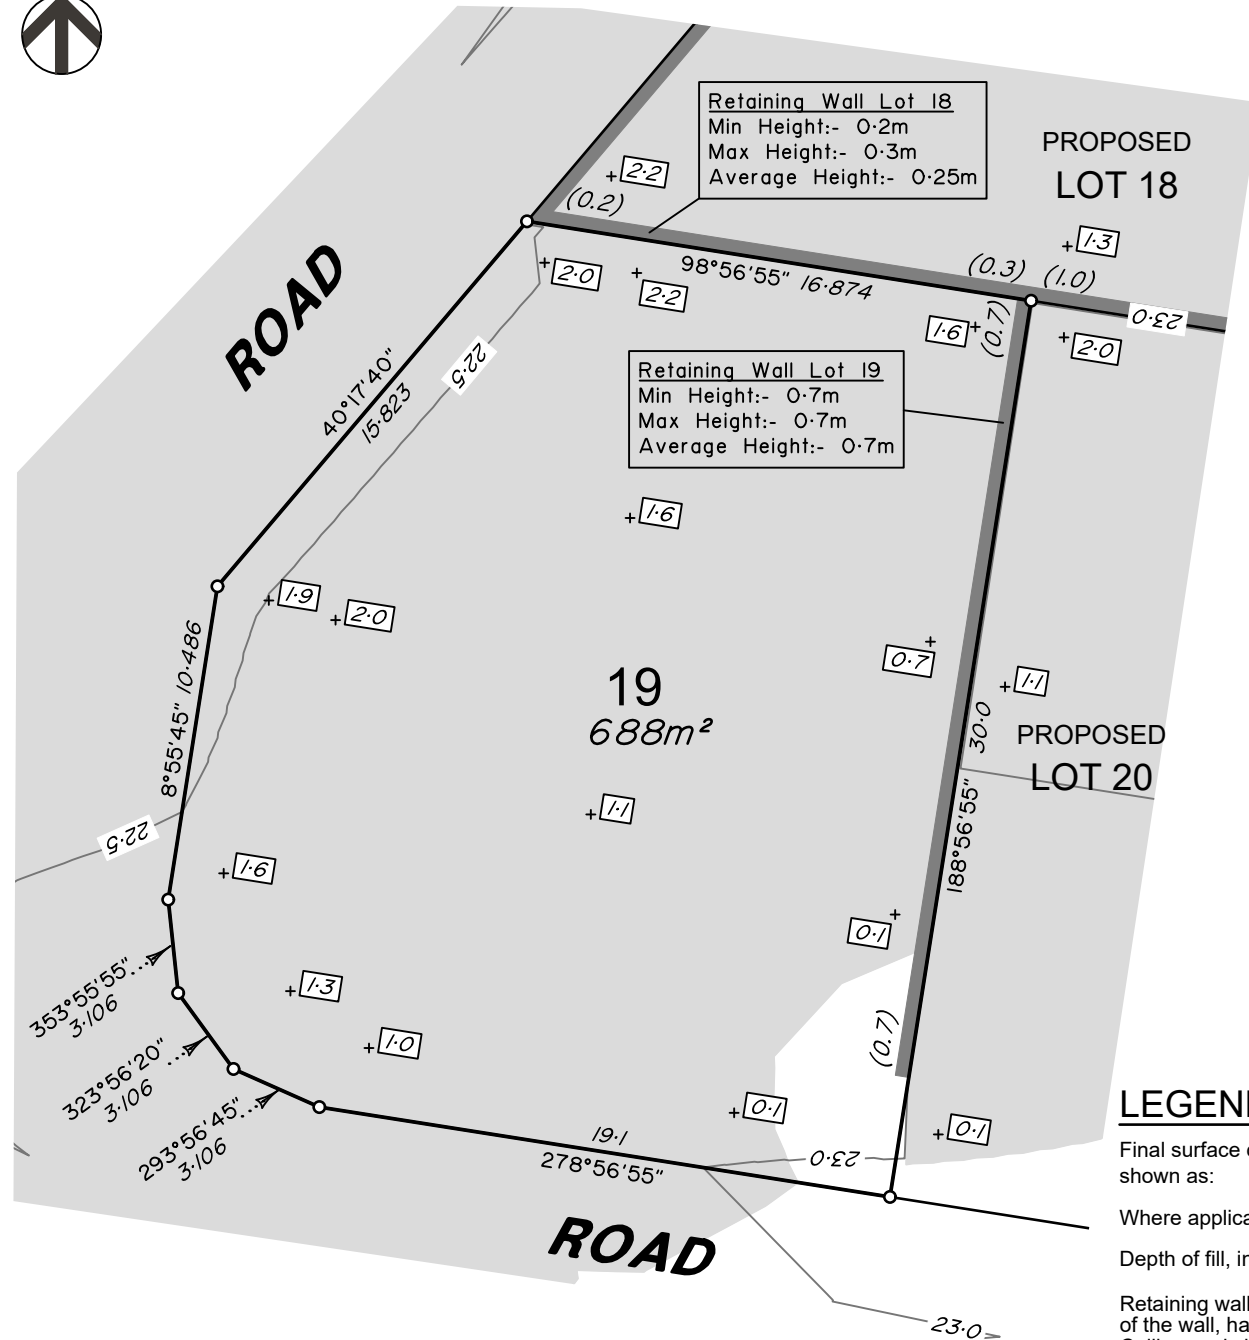 Retaining Wall Lot 18
Min Height:- 0·2m
Max Height:- 0·3m
Average Height:- 0·25m
PROPOSED
LOT 18
2·2
(0.2)
1·3
(0.3)
(1.0)
23·0
2·0
2·2
98°56'55" 16·874
1·6
(0.7)
2·0
ROAD
22·5
40°17'40"
15·823
Retaining Wall Lot 19
Min Height:- 0·7m
Max Height:- 0·7m
Average Height:- 0·7m
1·6
1·9
2·0
0·7
1·1
8°55'45" 10·486
19
688m²
30·0
188°56'55"
PROPOSED
LOT 20
1·1
22·5
1·6
0·1
353°55'55"
3·106
1·3
1·0
(0.7)
323°56'20"
3·106
293°56'45"
3·106
0·1
0·1
19·1
278°56'55"
23·0
ROAD
23·0
LEGEN
Final surface
shown as:
Where applica
Depth of fill, in
Retaining wall
of the wall, ha